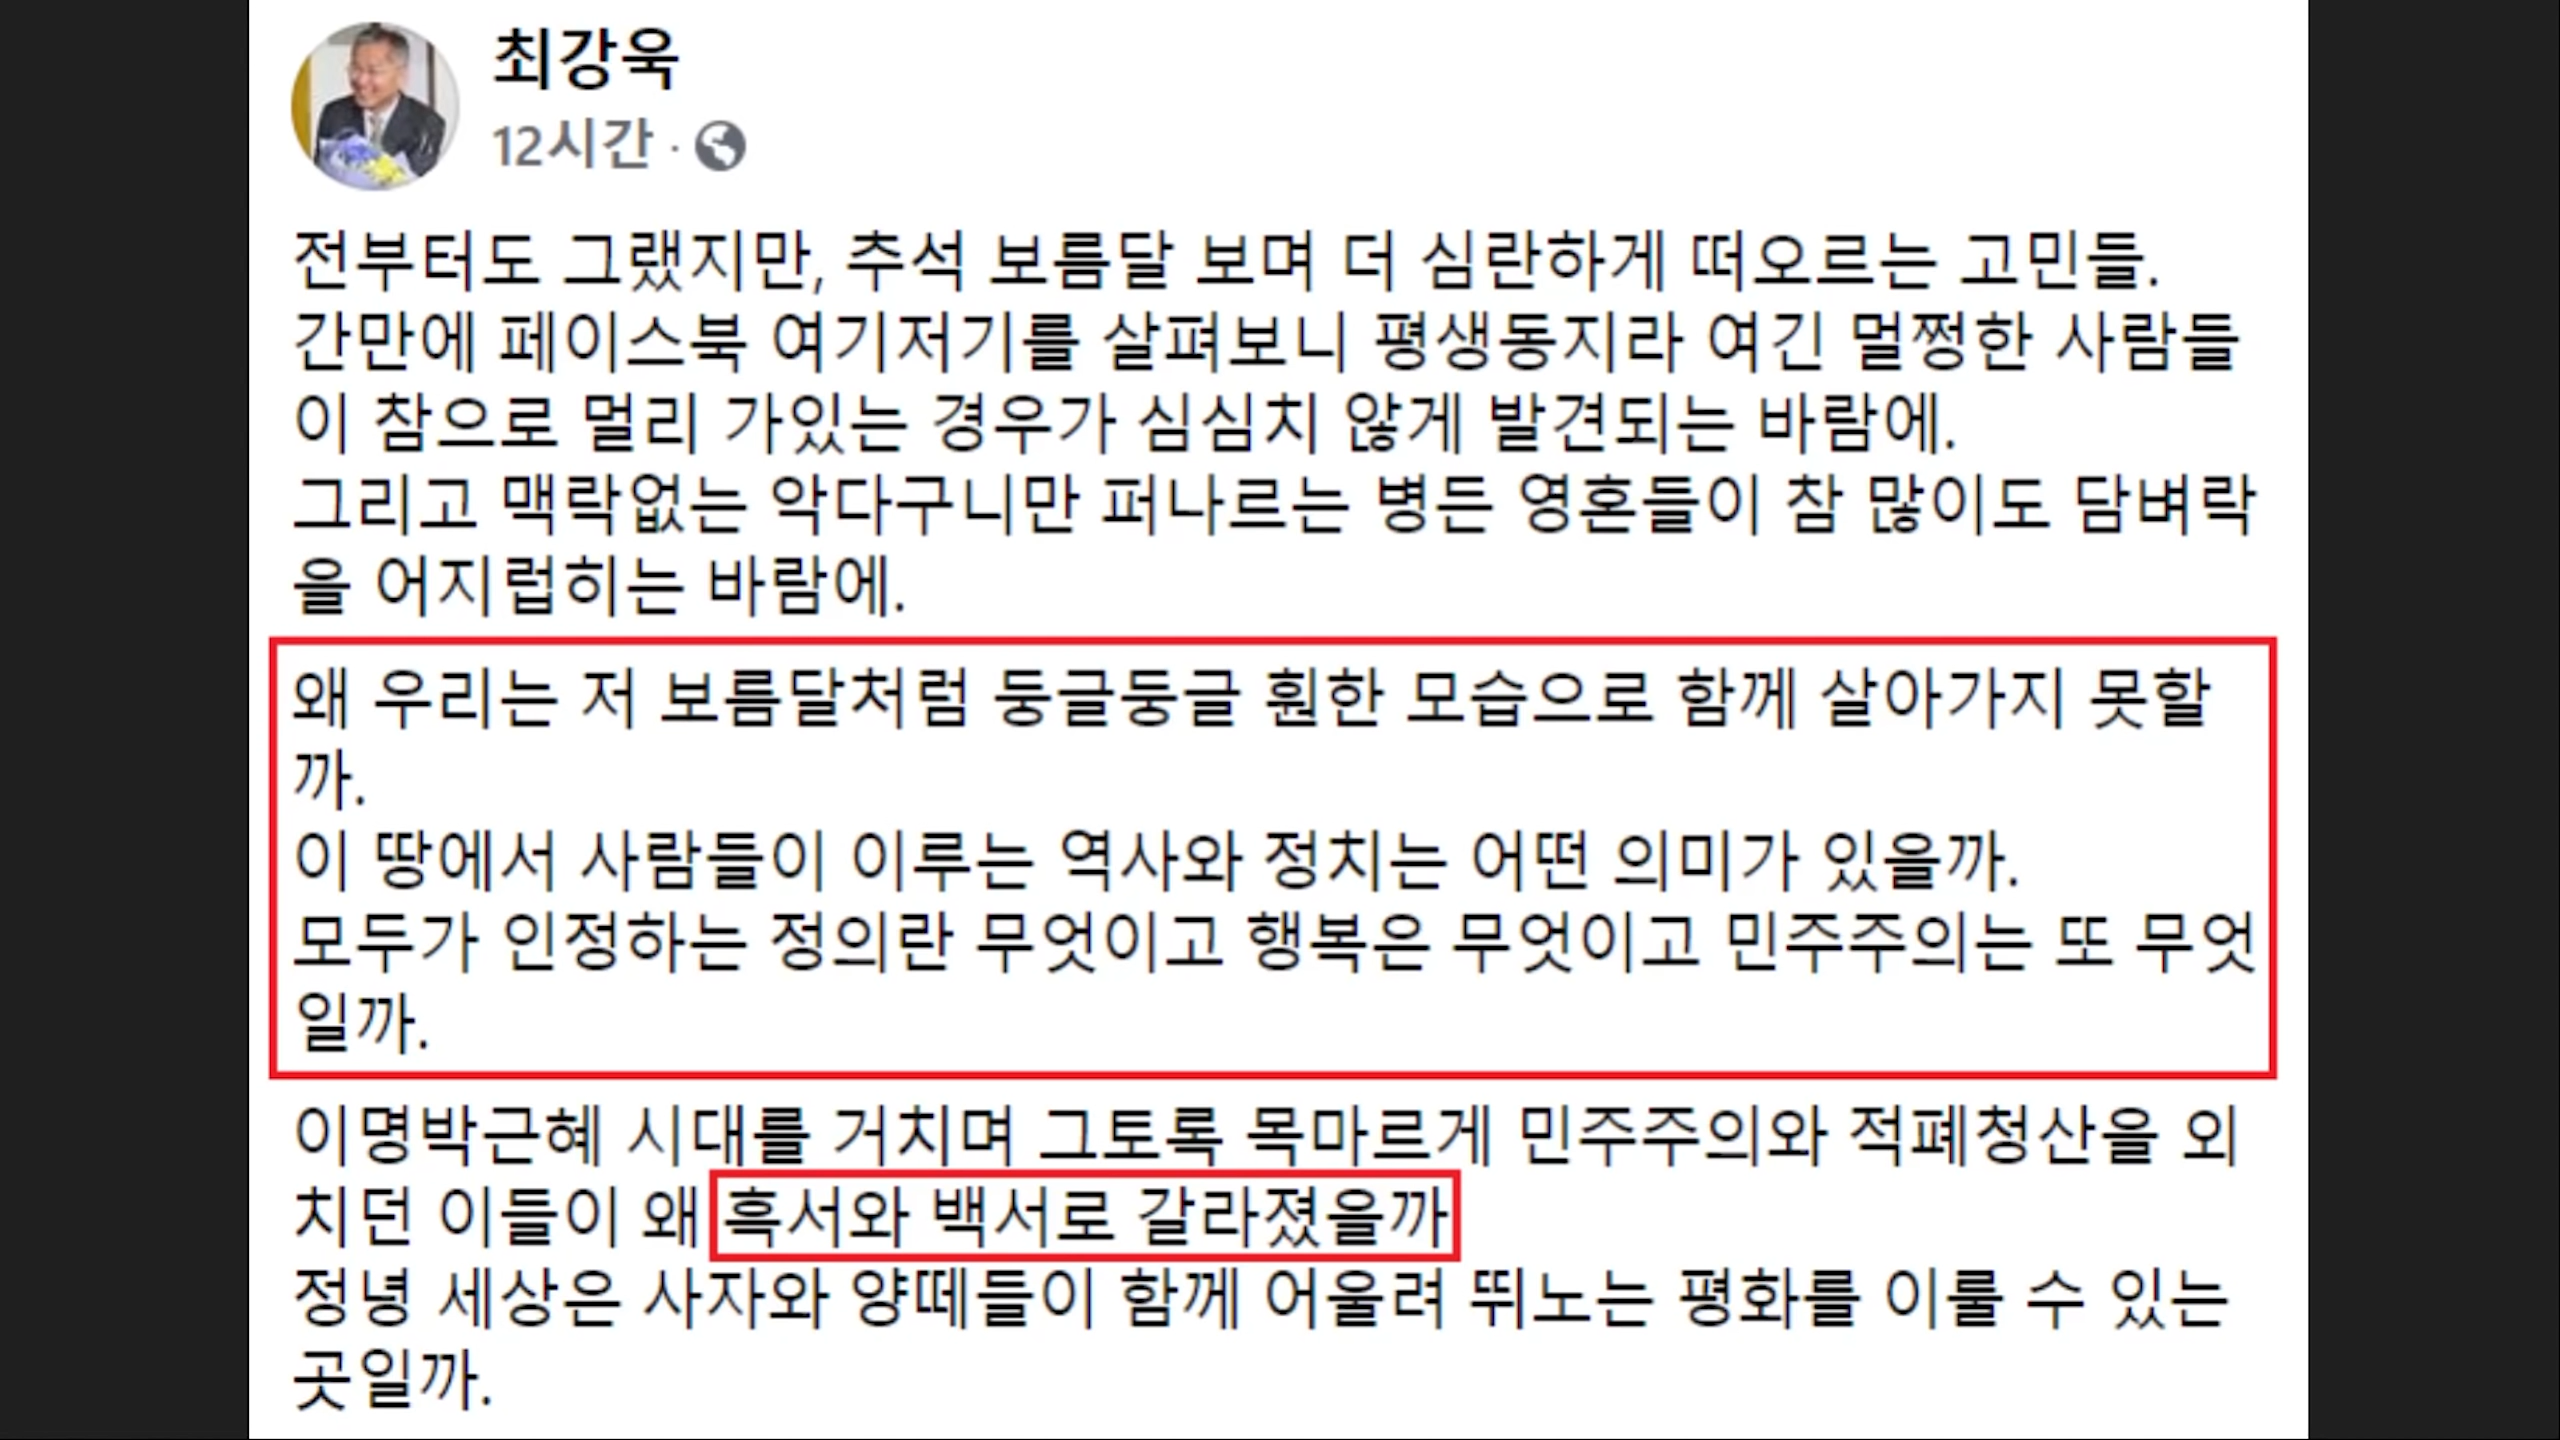 최강욱
12시간 ·
전부터도 그랬지만, 추석 보름달 보며 더 심란하게 떠오르는 고민들.
간만에 페이스북 여기저기를 살펴보니 평생동지라 여긴 멀쩡한 사람들
이 참으로 멀리 가있는 경우가 심심치 않게 발견되는 바람에.
그리고 맥락없는 악다구니만 퍼나르는 병든 영혼들이 참 많이도 담벼락
을 어지럽히는 바람에.
왜 우리는 저 보름달처럼 둥글둥글 훤한 모습으로 함께 살아가지 못할
까.
이 땅에서 사람들이 이루는 역사와 정치는 어떤 의미가 있을까.
모두가 인정하는 정의란 무엇이고 행복은 무엇이고 민주주의는 또 무엇
일까.
이명박근혜 시대를 거치며 그토록 목마르게 민주주의와 적폐청산을 외
치던 이들이 왜 흑서와 백서로 갈라졌을까
정녕 세상은 사자와 양떼들이 함께 어울려 뛰노는 평화를 이룰 수 있는
곳일까.